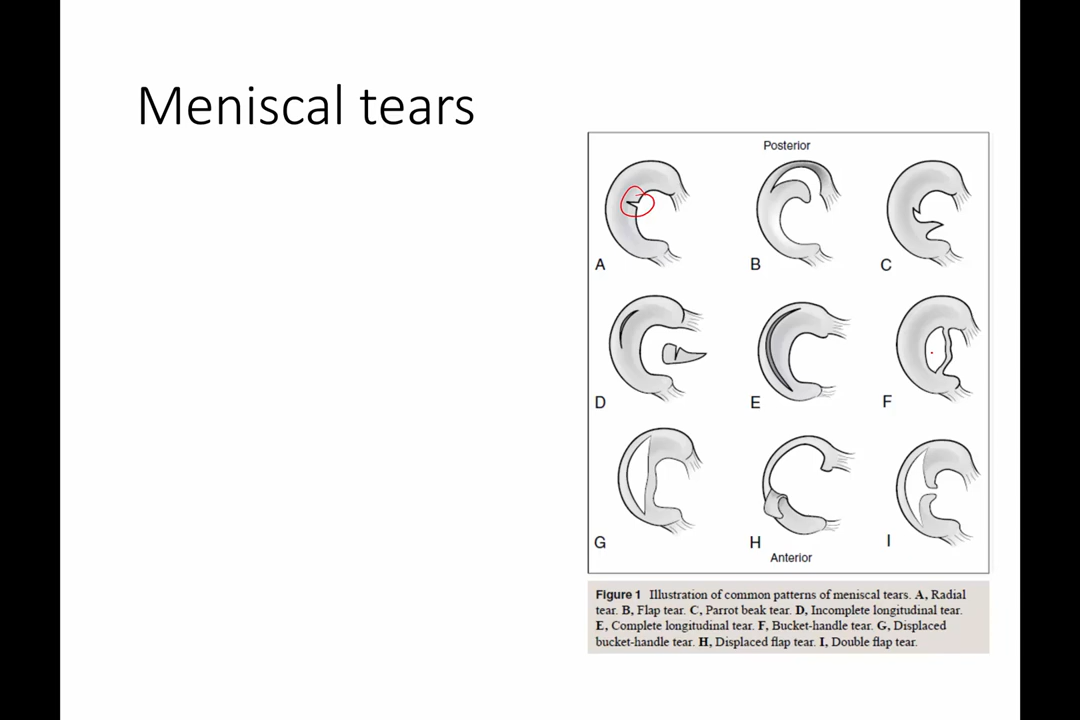 Meniscal tears
Posterior
A
B
C
D
E
F
G
H
I
Anterior
Figure 1 Illustration of common patterns of meniscal tears. A, Radial
tear. B, Flap tear. C, Parrot beak tear. D, Incomplete longitudinal tear.
E, Complete longitudinal tear. F, Bucket-handle tear. G, Displaced
bucket-handle tear. H, Displaced flap tear. I, Double flap tear.